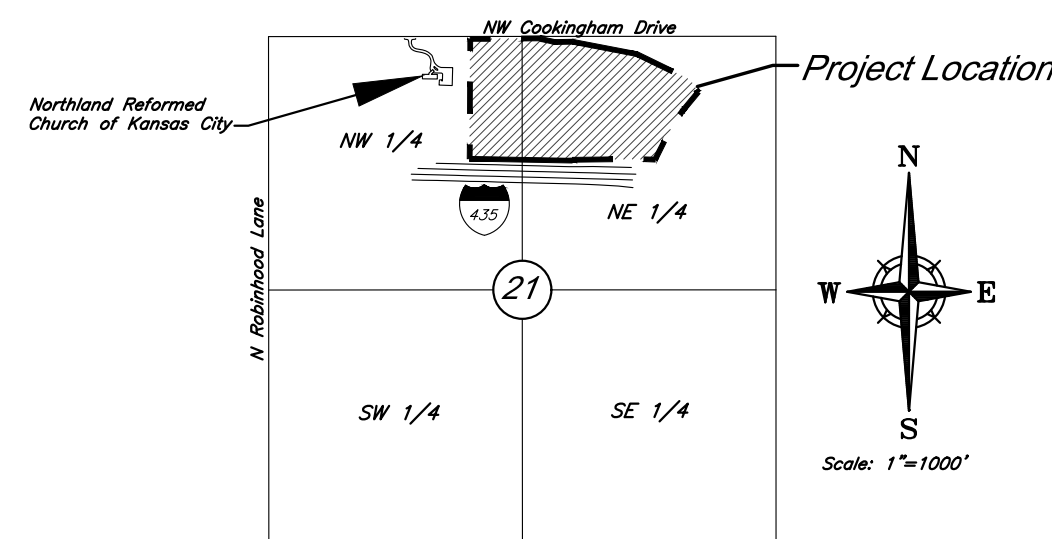 NW Cookingham Drive
Project Location
Northland Reformed
Church of Kansas City
NW 1/4
N
435
NE 1/4
N Robinhood Lane
21
W
E
SW 1/4
SE 1/4
S
Scale: 1"=1000'